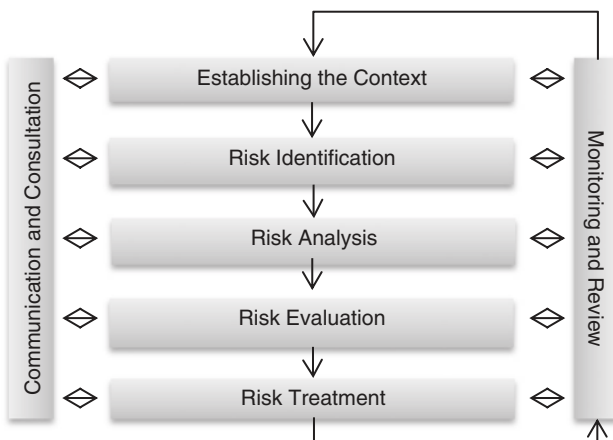 Establishing the Context
Risk Identification
Risk Analysis
Risk Evaluation
Risk Treatment
Communication and Consultation
Monitoring and Review